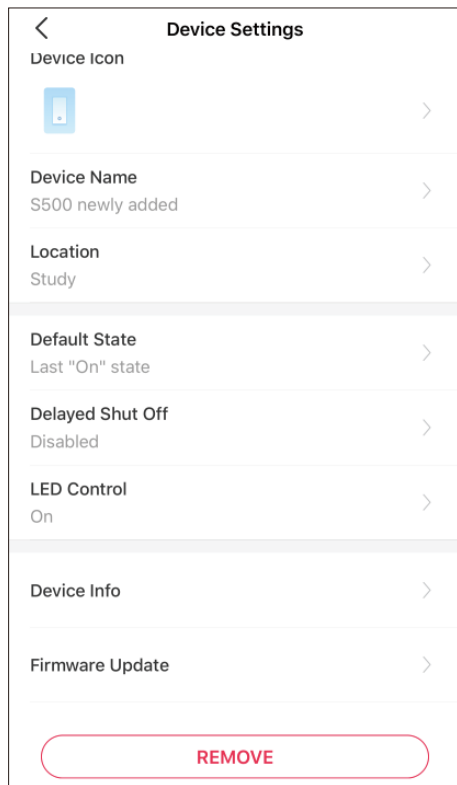 Device Settings
Device Icon
Device Name
S500 newly added
Location
Study
Default State
Last "On" state
Delayed Shut Off
Disabled
LED Control
On
Device Info
Firmware Update
REMOVE